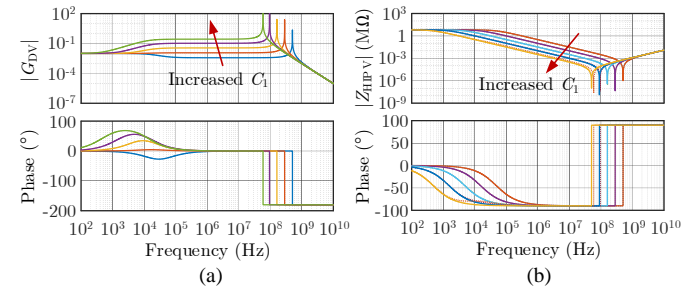 10^2
10^-1
10^-4
10^-7
|G_DV|
Increased C_1
100
0
-100
-200
Phase (°)
10^2 10^3 10^4 10^5 10^6 10^7 10^8 10^9 10^10
Frequency (Hz)
(a)
10^3
1
10^-3
10^-6
10^-9
|Z_HIPV| (MΩ)
Increased C_1
100
50
0
-50
-100
Phase (°)
10^2 10^3 10^4 10^5 10^6 10^7 10^8 10^9 10^10
Frequency (Hz)
(b)